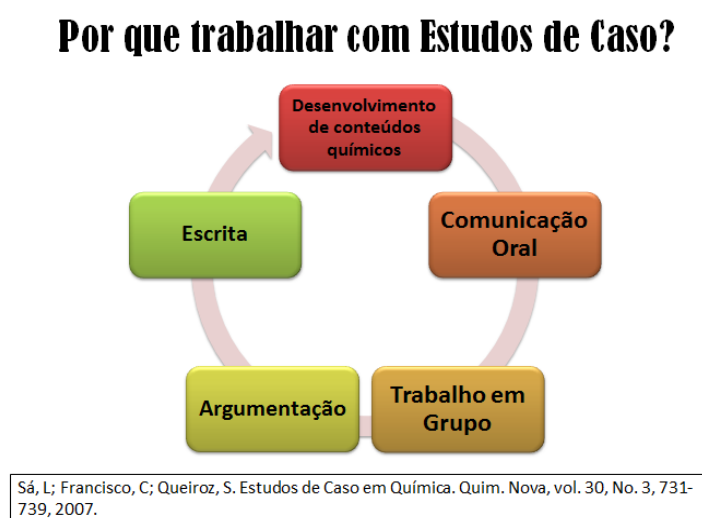 Por que trabalhar com Estudos de Caso?
Desenvolvimento
de conteúdos
químicos
Comunicação
Oral
Trabalho em
Grupo
Argumentação
Escrita
Sá, L; Francisco, C; Queiroz, S. Estudos de Caso em Química. Quim. Nova, vol. 30, No. 3, 731-
739, 2007.